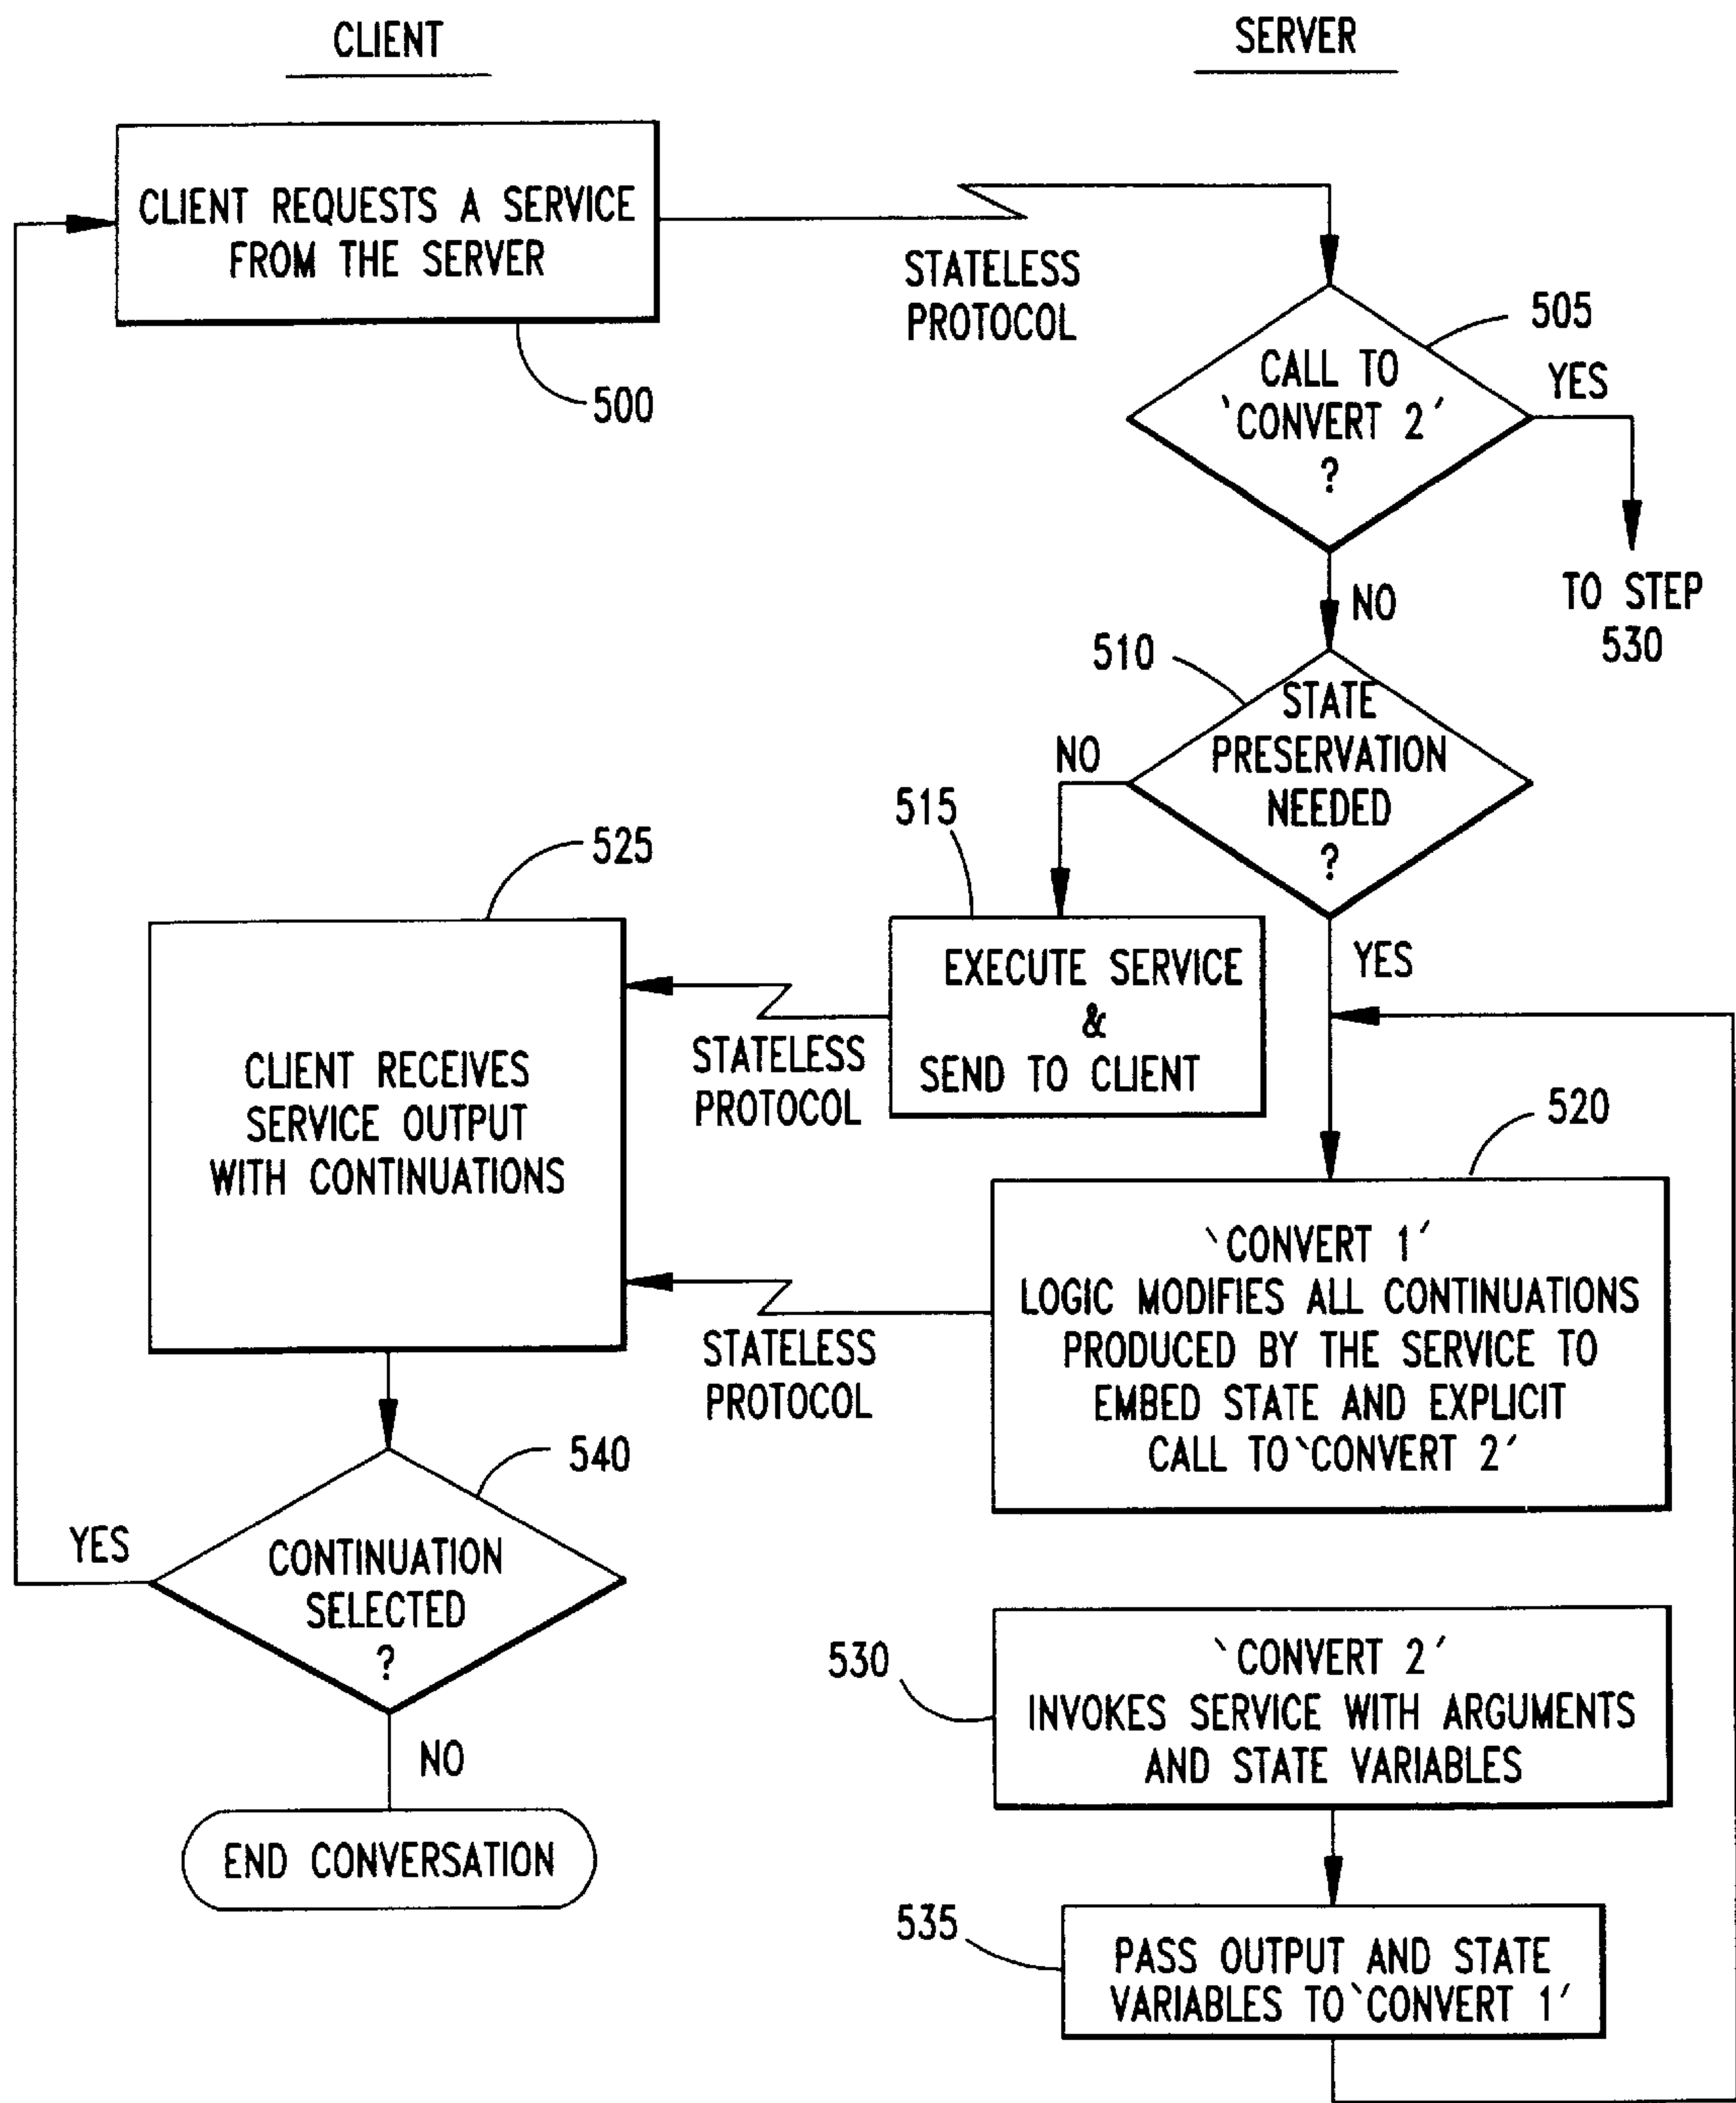 CLIENT
SERVER
CLIENT REQUESTS A SERVICE
FROM THE SERVER
500
STATELESS
PROTOCOL
505
CALL TO
`CONVERT 2´
?
YES
TO STEP
530
NO
510
STATE
PRESERVATION
NEEDED
?
NO
YES
515
EXECUTE SERVICE
&
SEND TO CLIENT
STATELESS
PROTOCOL
525
CLIENT RECEIVES
SERVICE OUTPUT
WITH CONTINUATIONS
520
`CONVERT 1´
LOGIC MODIFIES ALL CONTINUATIONS
PRODUCED BY THE SERVICE TO
EMBED STATE AND EXPLICIT
CALL TO `CONVERT 2´
STATELESS
PROTOCOL
540
CONTINUATION
SELECTED
?
YES
NO
END CONVERSATION
530
`CONVERT 2´
INVOKES SERVICE WITH ARGUMENTS
AND STATE VARIABLES
535
PASS OUTPUT AND STATE
VARIABLES TO `CONVERT 1´